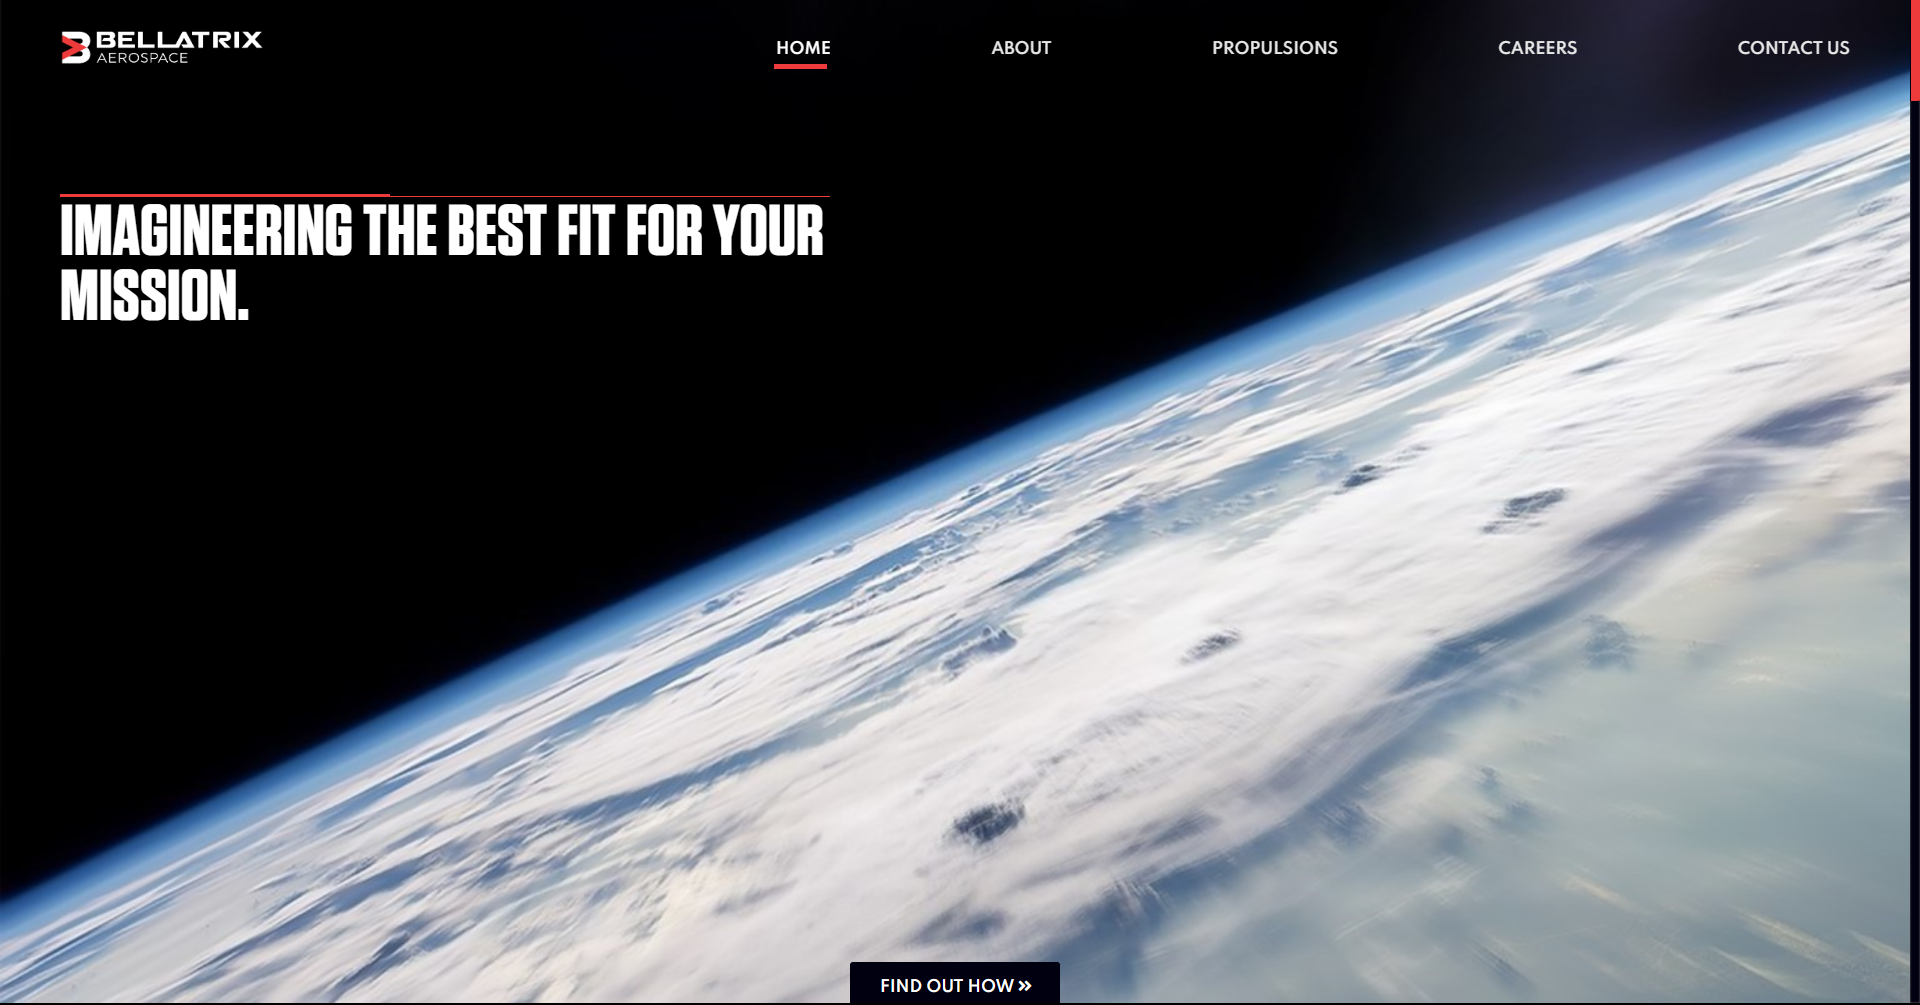 BELLATRIX
AEROSPACE
HOME
ABOUT
PROPULSIONS
CAREERS
CONTACT US
IMAGINEERING THE BEST FIT FOR YOUR
MISSION.
FIND OUT HOW »